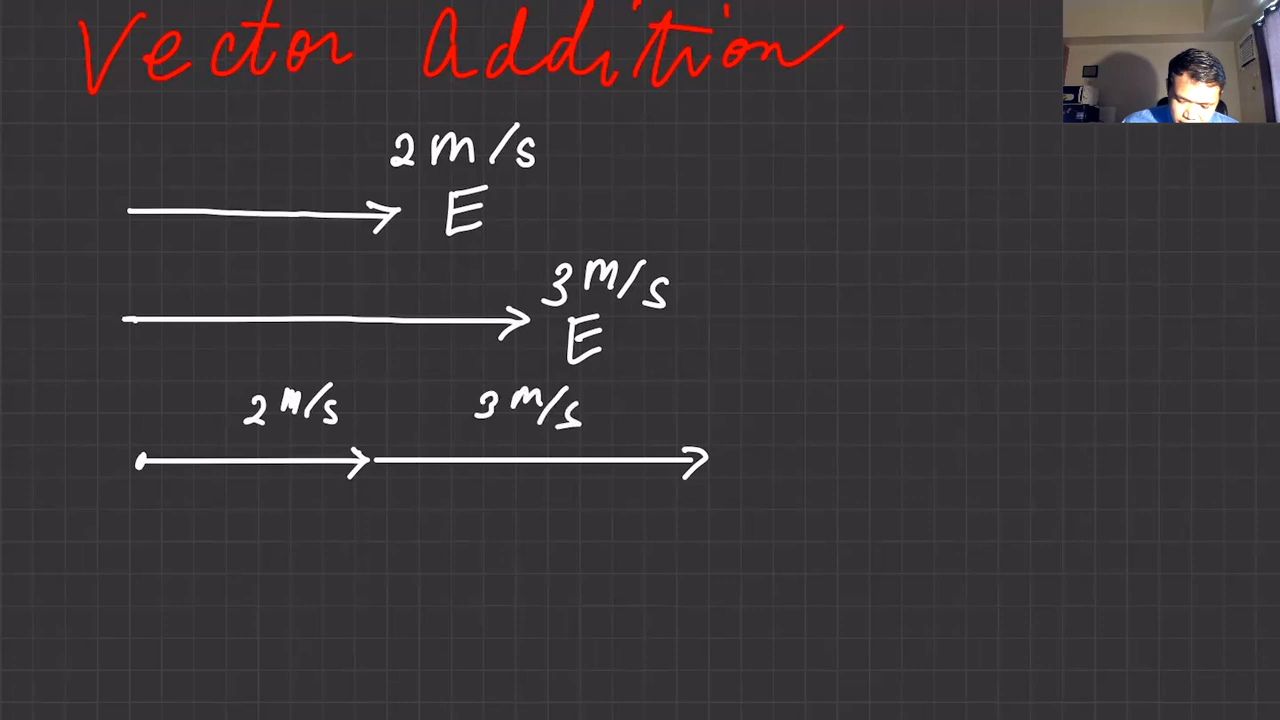 Vector Addition
2 m/s
E
3 m/s
E
2 m/s 3 m/s